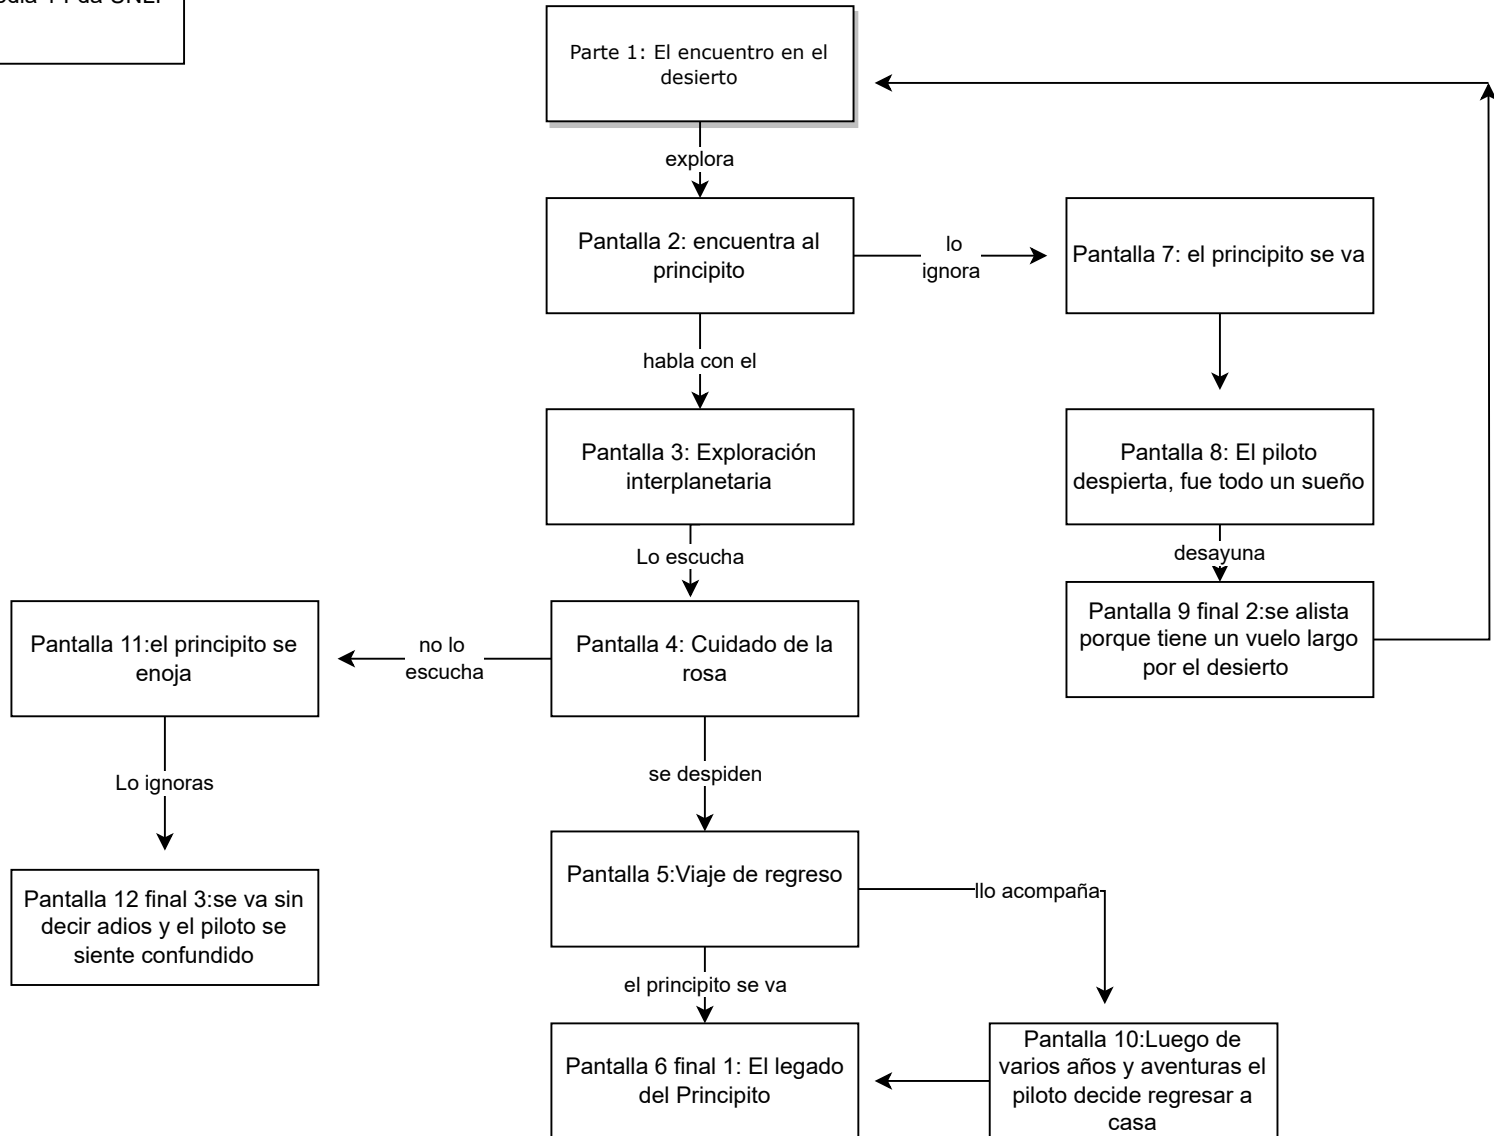 Parte 1: El encuentro en el
desierto
explora
Pantalla 2: encuentra al
principito
lo
ignora
Pantalla 7: el principito se va
habla con el
Pantalla 3: Exploración
interplanetaria
Pantalla 8: El piloto
despierta, fue todo un sueño
Lo escucha
desayuna
Pantalla 9 final 2:se alista
porque tiene un vuelo largo
por el desierto
Pantalla 4: Cuidado de la
rosa
no lo
escucha
Pantalla 11:el principito se
enoja
Lo ignoras
se despiden
Pantalla 12 final 3:se va sin
decir adios y el piloto se
siente confundido
Pantalla 5:Viaje de regreso
llo acompaña
el principito se va
Pantalla 6 final 1: El legado
del Principito
Pantalla 10:Luego de
varios años y aventuras el
piloto decide regresar a
casa